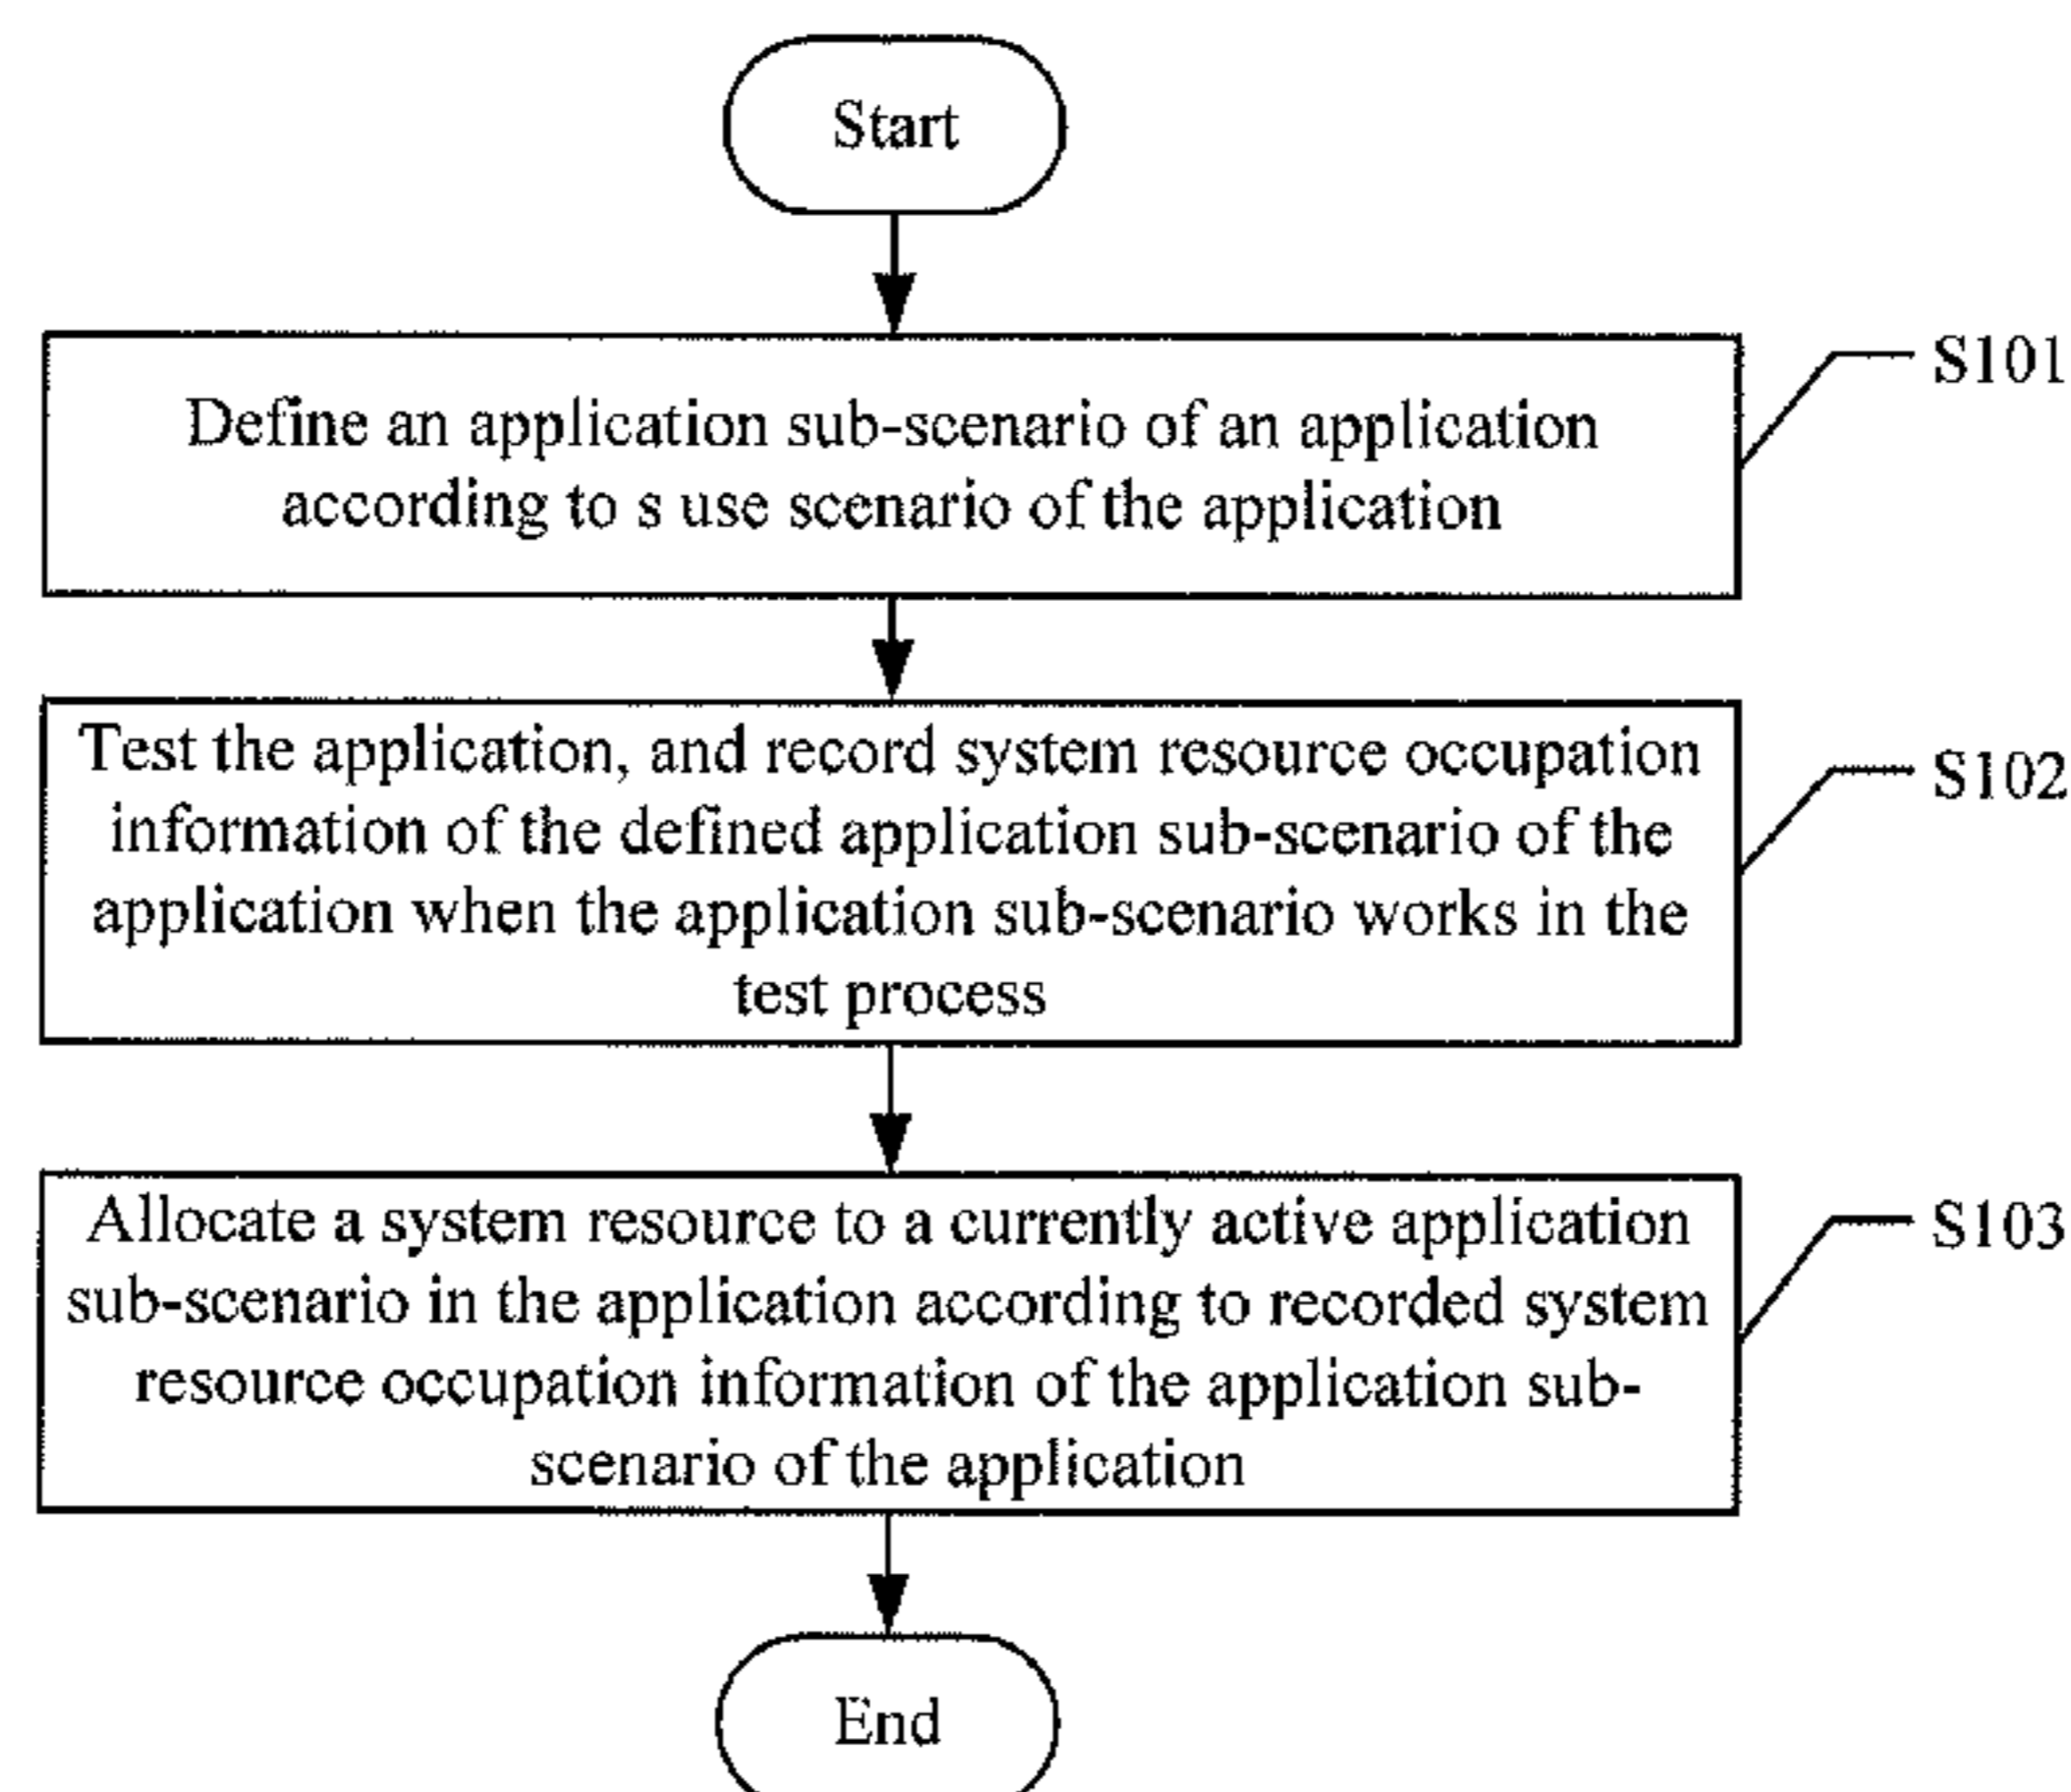 Start
Define an application sub-scenario of an application
according to s use scenario of the application
S101
Test the application, and record system resource occupation
information of the defined application sub-scenario of the
application when the application sub-scenario works in the
test process
S102
Allocate a system resource to a currently active application
sub-scenario in the application according to recorded system
resource occupation information of the application sub-
scenario of the application
S103
End